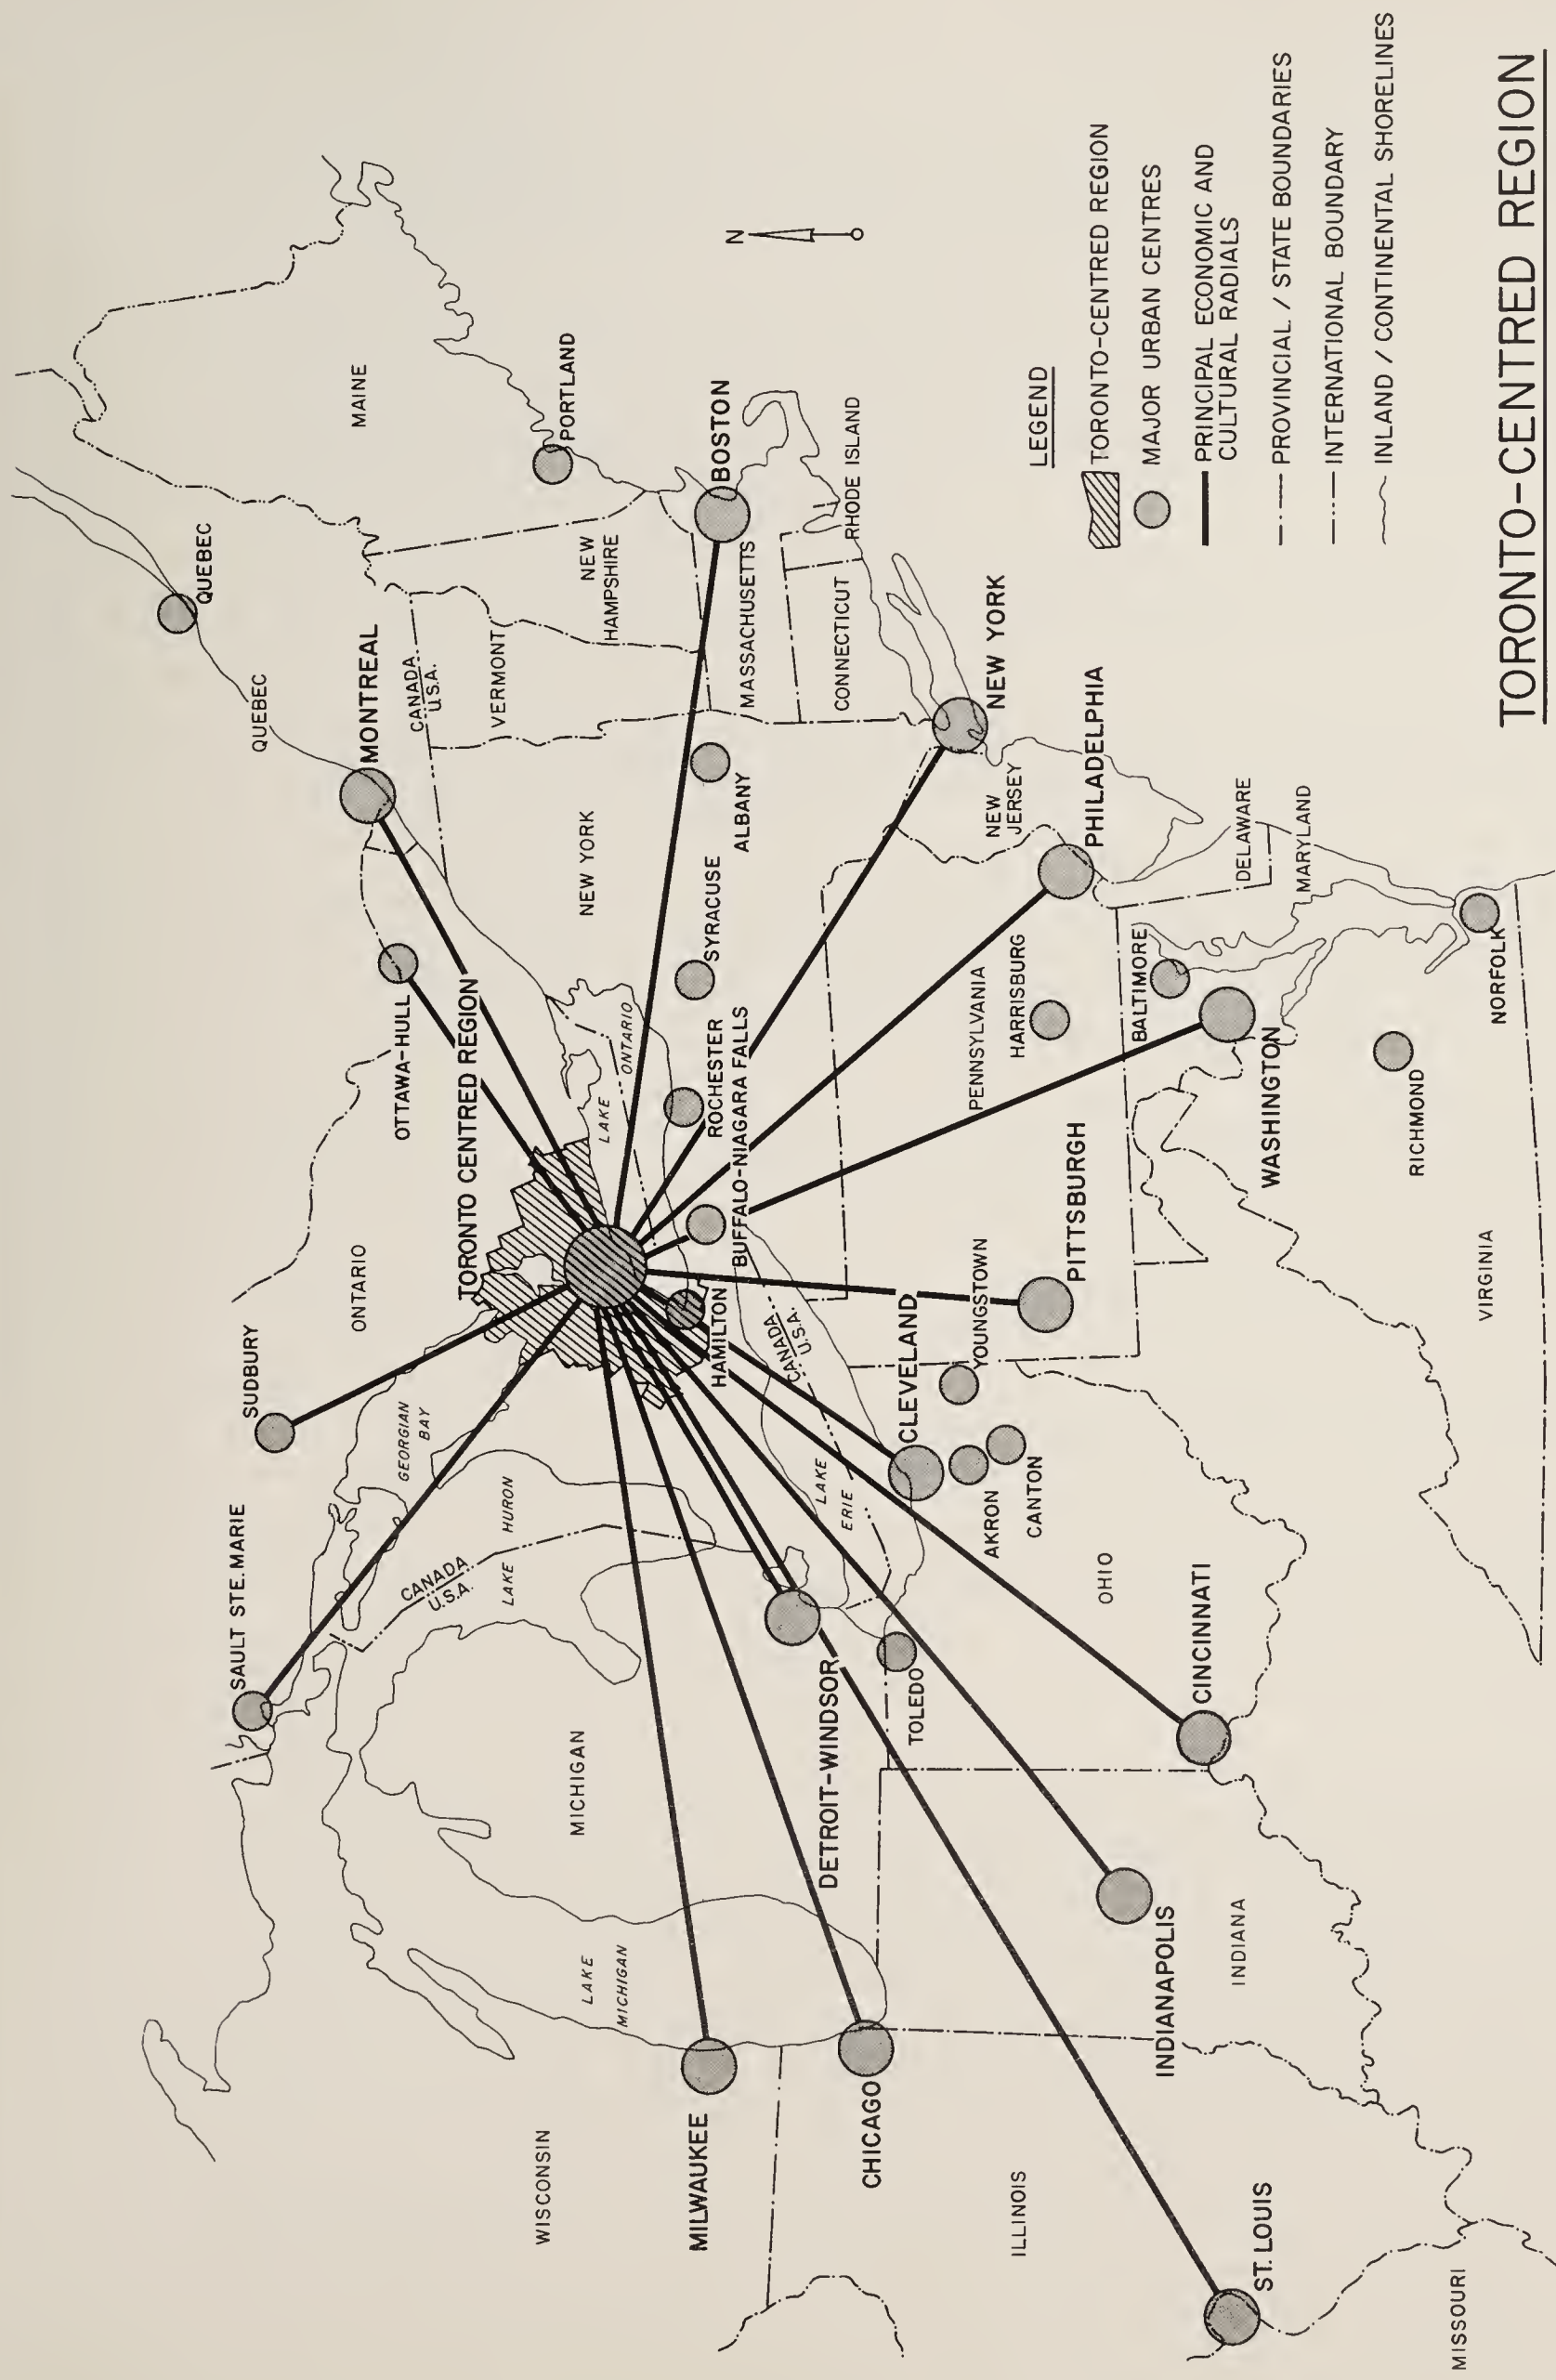 QUEBEC
QUEBEC
MONTREAL
CANADA
U.S.A.
MAINE
VERMONT
NEW
HAMPSHIRE
PORTLAND
BOSTON
MASSACHUSETTS
RHODE ISLAND
CONNECTICUT
N
SUDBURY
SAULT STE. MARIE
ONTARIO
OTTAWA-HULL
TORONTO CENTRED REGION
GEORGIAN
BAY
LAKE HURON
CANADA
U.S.A.
NEW YORK
LAKE ONTARIO
SYRACUSE
ALBANY
ROCHESTER
BUFFALO-NIAGARA FALLS
HAMILTON
CANADA
U.S.A.
LAKE
ERIE
MICHIGAN
LAKE
MICHIGAN
WISCONSIN
MILWAUKEE
CHICAGO
DETROIT-WINDSOR
TOLEDO
CLEVELAND
YOUNGSTOWN
AKRON
CANTON
PITTSBURGH
PENNSYLVANIA
HARRISBURG
NEW YORK
NEW
JERSEY
PHILADELPHIA
BALTIMORE
DELAWARE
MARYLAND
WASHINGTON
RICHMOND
NORFOLK
VIRGINIA
OHIO
CINCINNATI
INDIANAPOLIS
INDIANA
ILLINOIS
ST. LOUIS
MISSOURI
LEGEND
TORONTO-CENTRED REGION
MAJOR URBAN CENTRES
PRINCIPAL ECONOMIC AND
CULTURAL RADIALS
PROVINCIAL / STATE BOUNDARIES
INTERNATIONAL BOUNDARY
INLAND / CONTINENTAL SHORELINES
TORONTO-CENTRED REGION